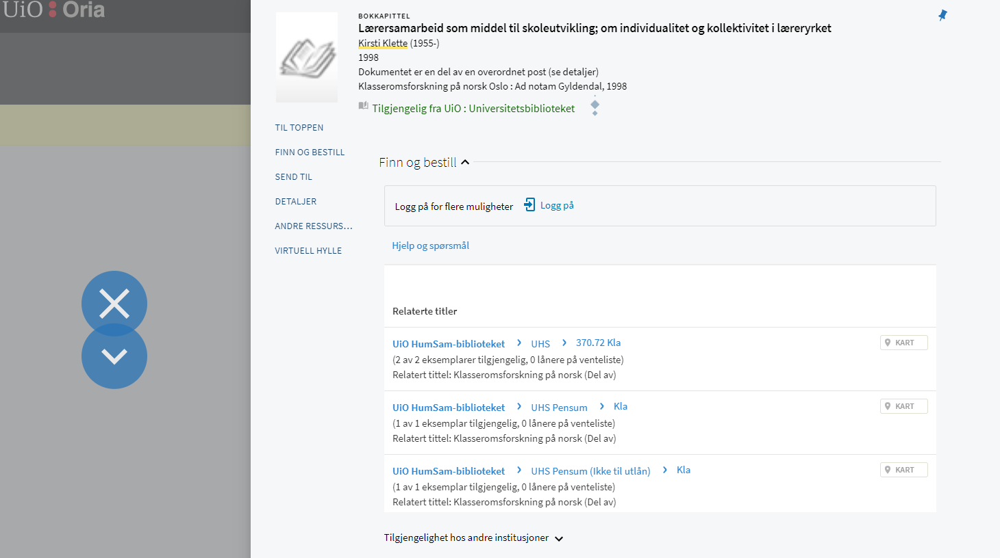 UiO Oria
BOKKAPITTEL
Lærersamarbeid som middel til skoleutvikling; om individualitet og kollektivitet i læreryrket
Kirsti Klette (1955-)
1998
Dokumentet er en del av en overordnet post (se detaljer)
Klasseromsforskning på norsk Oslo : Ad notam Gyldendal, 1998
Tilgjengelig fra UiO : Universitetsbiblioteket
TIL TOPPEN
FINN OG BESTILL
SEND TIL
DETALJER
ANDRE RESSURS...
VIRTUELL HYLLE
Finn og bestill
Logg på for flere muligheter Logg på
Hjelp og spørsmål
Relaterte titler
UiO HumSam-biblioteket UHS 370.72 Kla KART
(2 av 2 eksemplarer tilgjengelig, 0 lånere på venteliste)
Relatert tittel: Klasseromsforskning på norsk (Del av)
UiO HumSam-biblioteket UHS Pensum Kla KART
(1 av 1 eksemplar tilgjengelig, 0 lånere på venteliste)
Relatert tittel: Klasseromsforskning på norsk (Del av)
UiO HumSam-biblioteket UHS Pensum (Ikke til utlån) Kla KART
(1 av 1 eksemplar tilgjengelig, 0 lånere på venteliste)
Relatert tittel: Klasseromsforskning på norsk (Del av)
Tilgjengelighet hos andre institusjoner